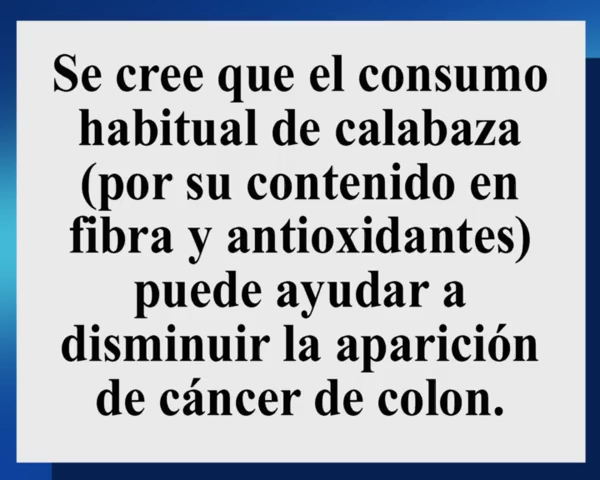 Se cree que el consumo
habitual de calabaza
(por su contenido en
fibra y antioxidantes)
puede ayudar a
disminuir la aparición
de cáncer de colon.